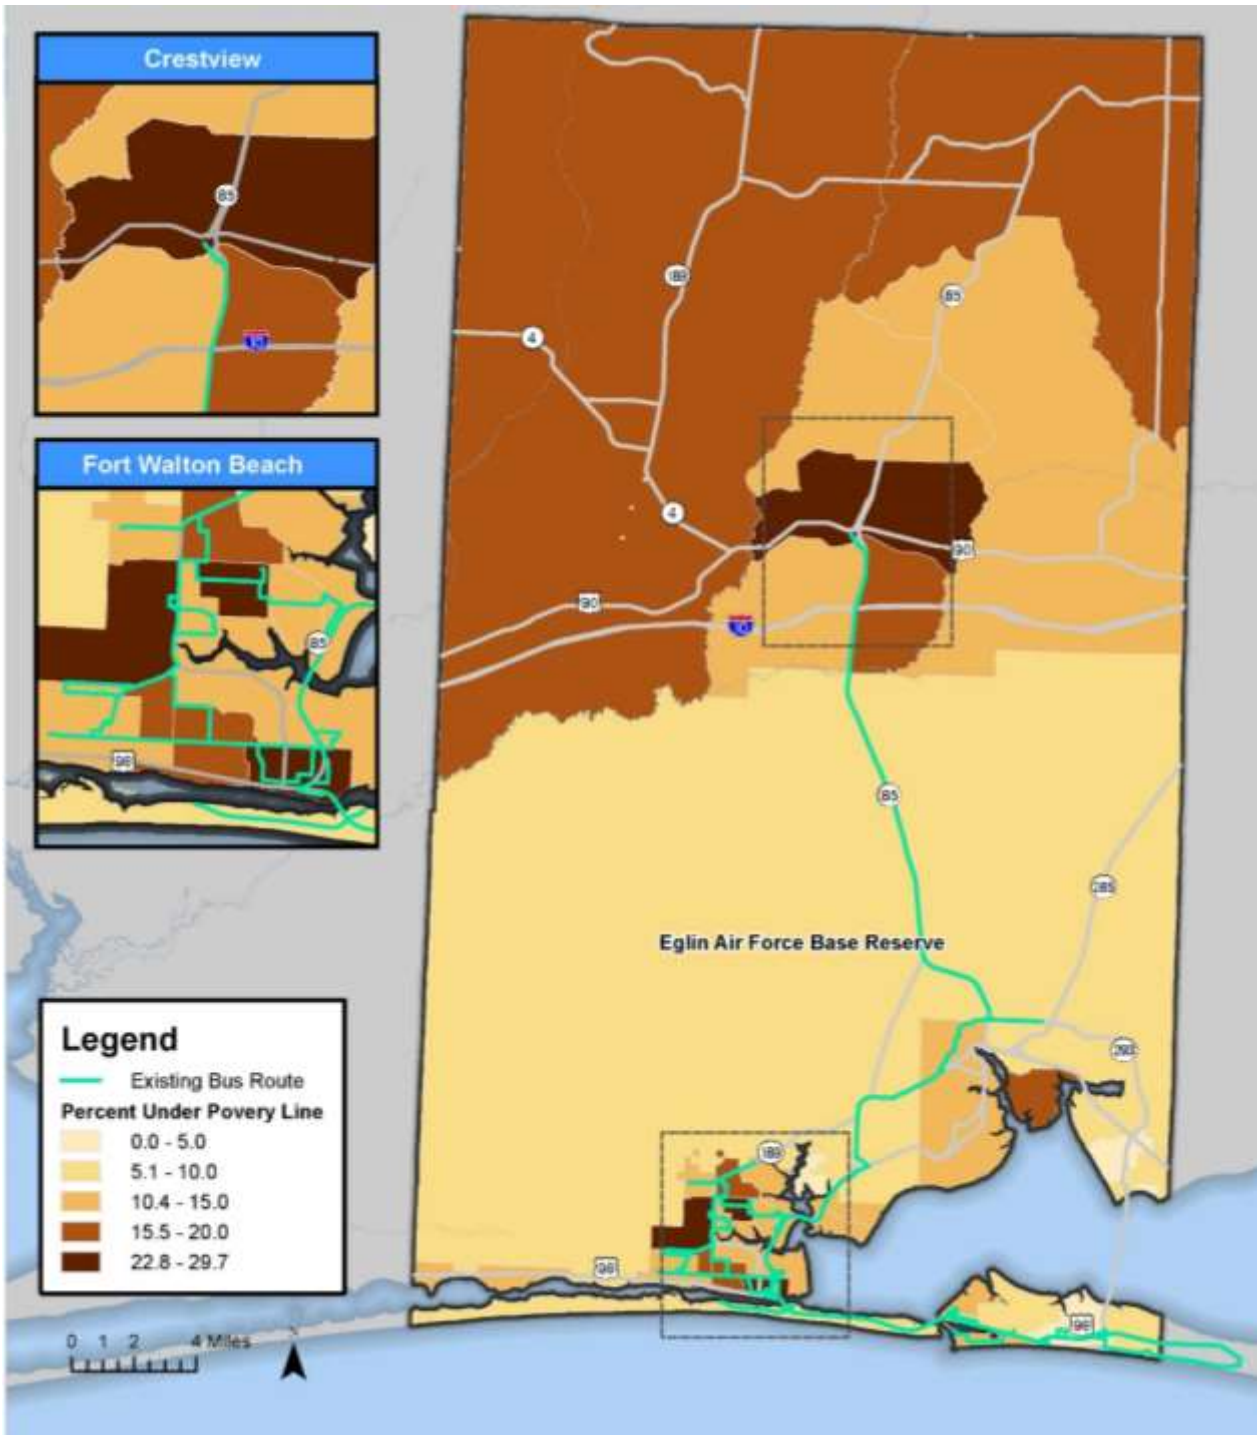 Crestview
85
Fort Walton Beach
85
98
189
85
4
4
90
90
85
285
Eglin Air Force Base Reserve
189
98
98
Legend
Existing Bus Route
Percent Under Povery Line
0.0 - 5.0
5.1 - 10.0
10.4 - 15.0
15.5 - 20.0
22.8 - 29.7
0 1 2 4 Miles